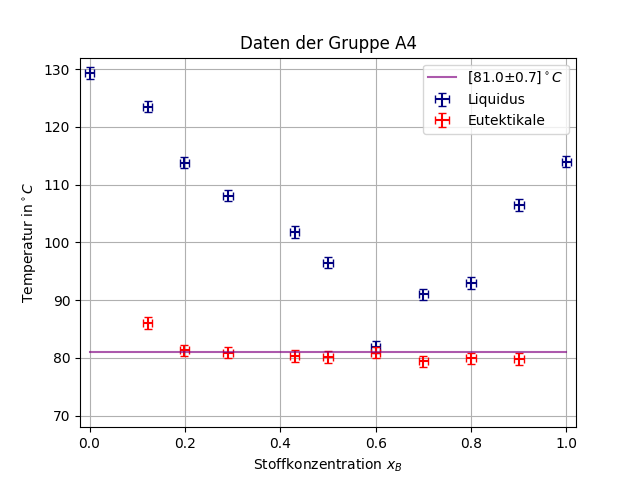 Daten der Gruppe A4
[81.0±0.7]°C
Liquidus
Eutektikale
Temperatur in °C
130
120
110
100
90
80
70
0.0 0.2 0.4 0.6 0.8 1.0
Stoffkonzentration x_B